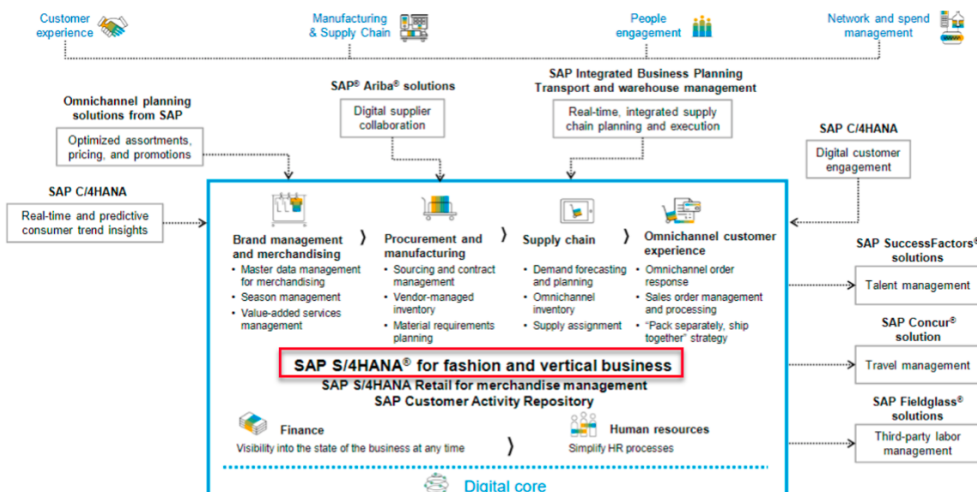 Customer
experience
Manufacturing
& Supply Chain
People
engagement
Network and spend
management
SAP® Ariba® solutions
Digital supplier
collaboration
SAP Integrated Business Planning
Transport and warehouse management
Real-time, integrated supply
chain planning and execution
Omnichannel planning
solutions from SAP
Optimized assortments,
pricing, and promotions
SAP C/4HANA
Digital customer
engagement
SAP C/4HANA
Real-time and predictive
consumer trend insights
Brand management
and merchandising
• Master data management
for merchandising
• Season management
• Value-added services
management
Procurement and
manufacturing
• Sourcing and contract
management
• Vendor-managed
inventory
• Material requirements
planning
Supply chain
• Demand forecasting
and planning
• Omnichannel
inventory
• Supply assignment
Omnichannel customer
experience
• Omnichannel order
response
• Sales order management
and processing
• “Pack separately, ship
together” strategy
SAP SuccessFactors®
solutions
Talent management
SAP Concur®
solution
Travel management
SAP Fieldglass®
solutions
Third-party labor
management
SAP S/4HANA® for fashion and vertical business
SAP S/4HANA Retail for merchandise management
SAP Customer Activity Repository
Finance
Visibility into the state of the business at any time
Human resources
Simplify HR processes
Digital core